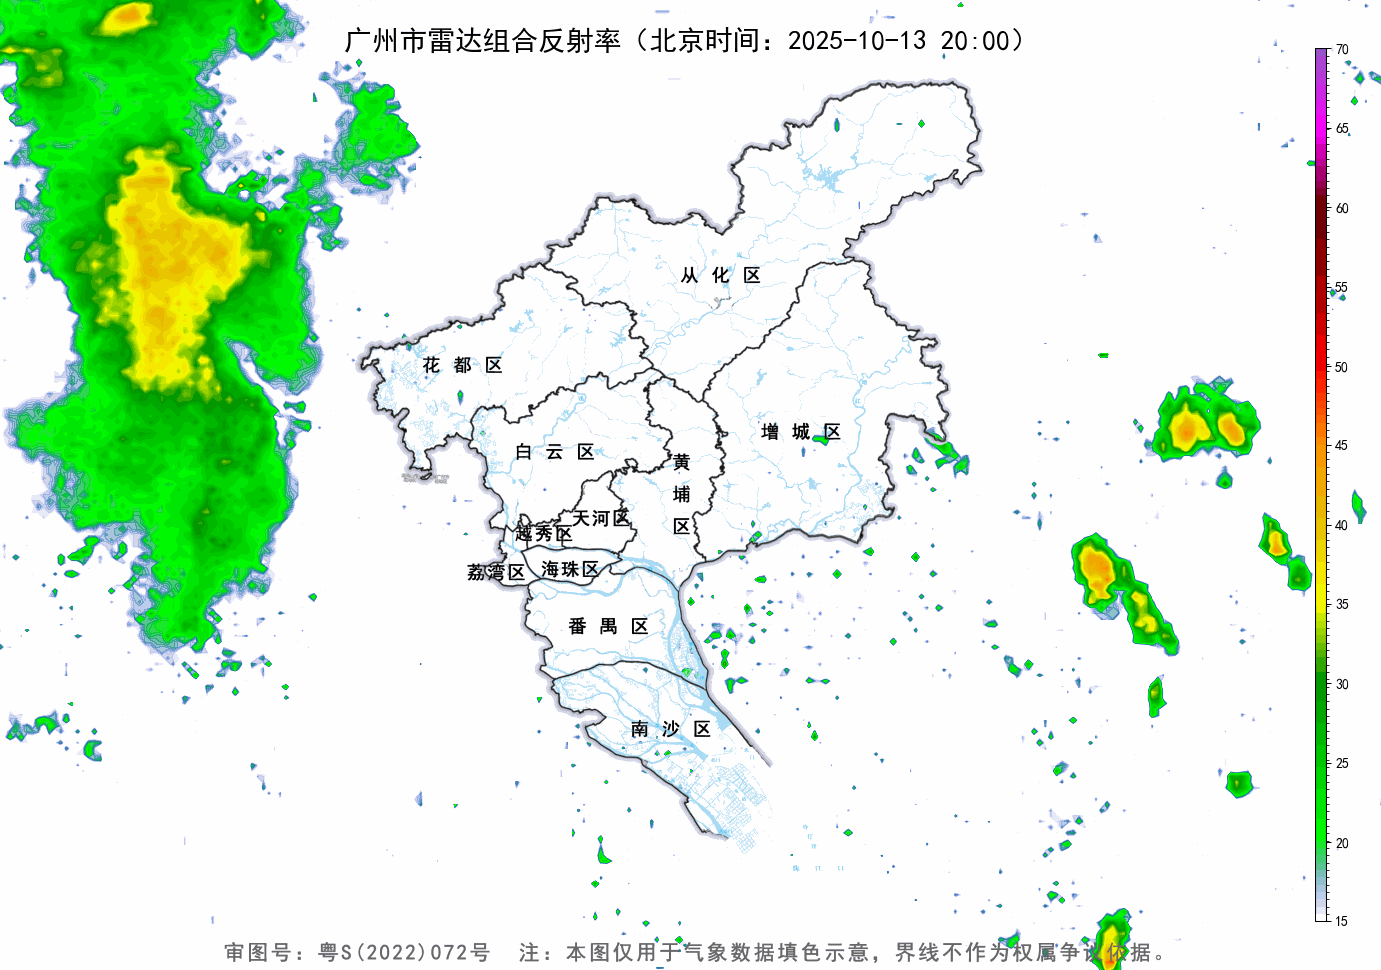 广州市雷达组合反射率（北京时间：2025-10-13 20:00）
70
65
60
55
50
45
40
35
30
25
20
15
从化区
花都区
增城区
白云区
黄埔区
天河区
越秀区
荔湾区
海珠区
番禺区
南沙区
审图号：粤S(2022)072号 注：本图仅用于气象数据填色示意，界线不作为权属争议依据。